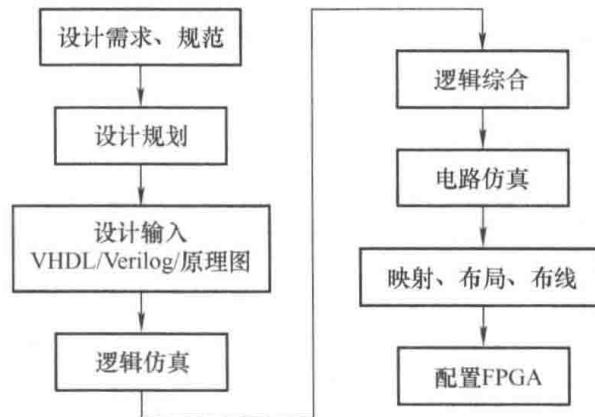 设计需求、规范
设计规划
设计输入
VHDL/Verilog/原理图
逻辑仿真
逻辑综合
电路仿真
映射、布局、布线
配置FPGA